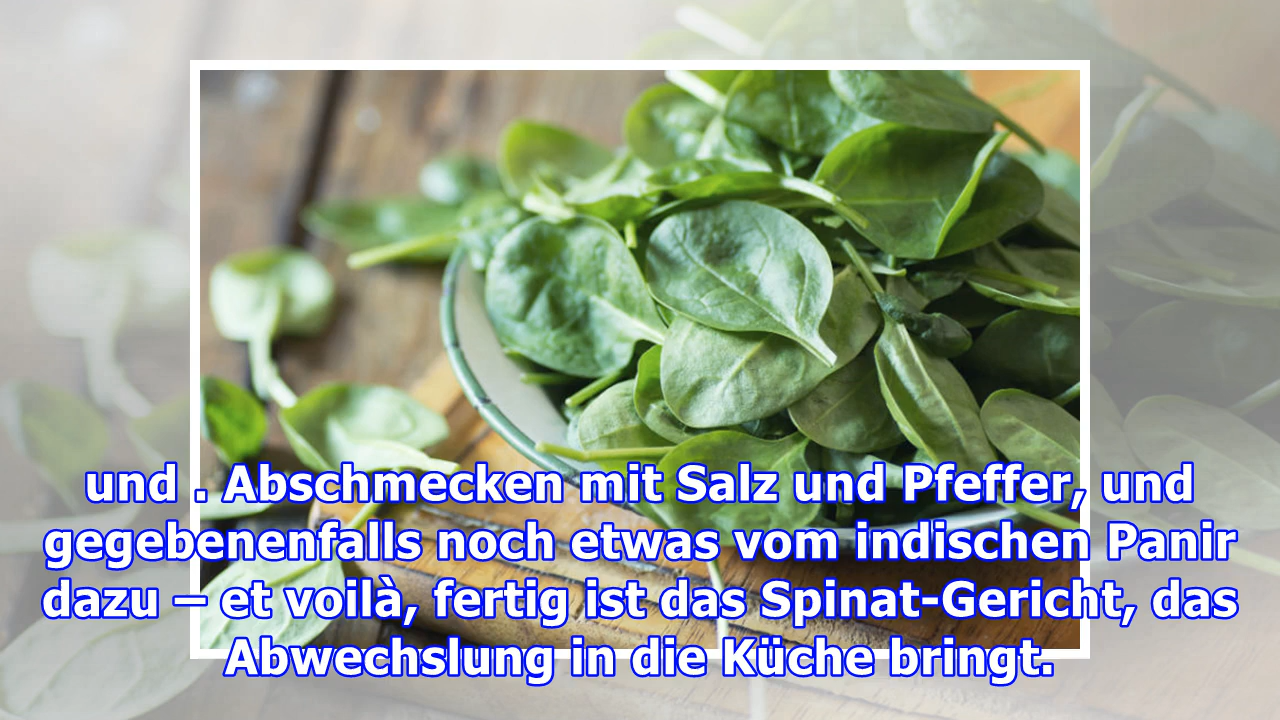 und . Abschmecken mit Salz und Pfeffer, und
gegebenenfalls noch etwas vom indischen Panir
dazu – et voilà, fertig ist das Spinat-Gericht, das
Abwechslung in die Küche bringt.